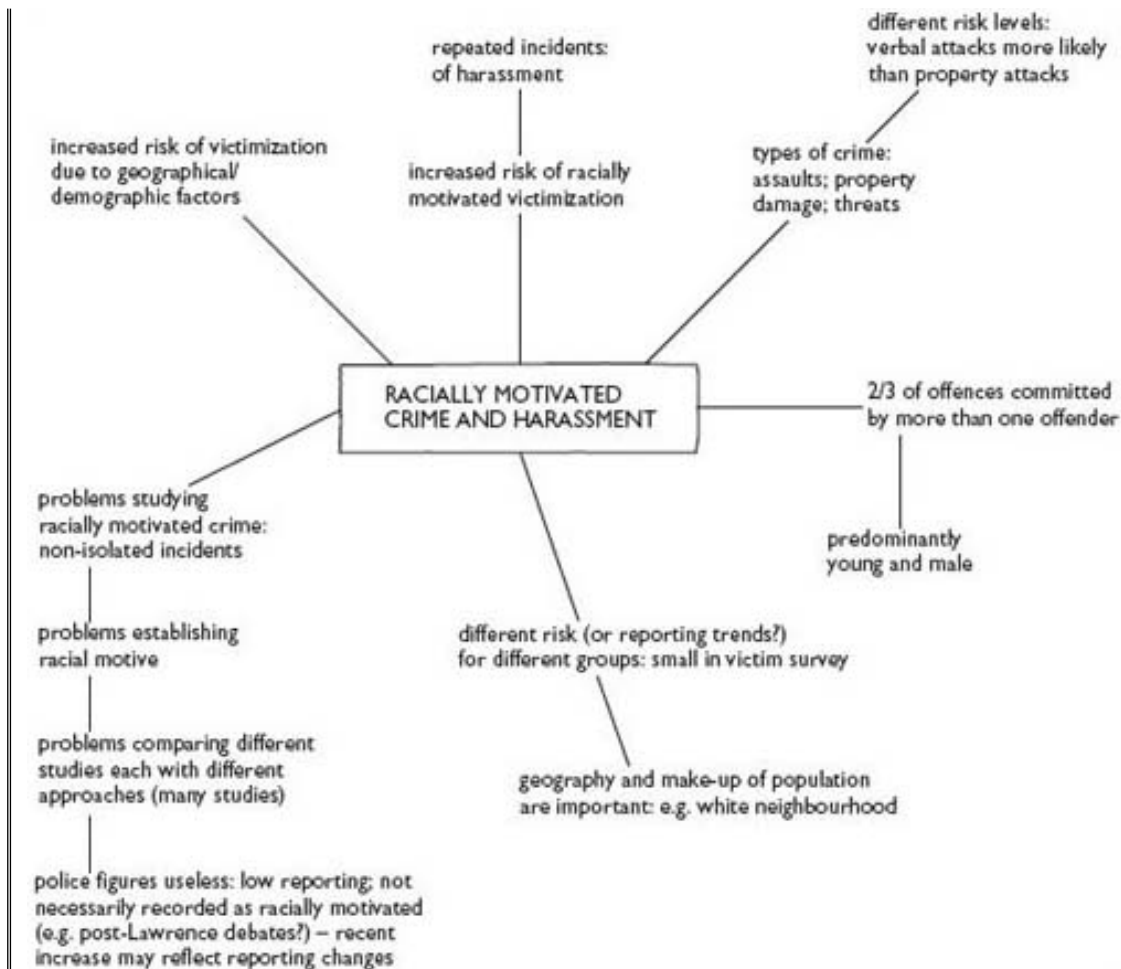 different risk levels:
verbal attacks more likely
than property attacks
repeated incidents:
of harassment
increased risk of victimization
due to geographical/
demographic factors
increased risk of racially
motivated victimization
types of crime:
assaults; property
damage; threats
RACIALLY MOTIVATED
CRIME AND HARASSMENT
2/3 of offences committed
by more than one offender
predominantly
young and male
problems studying
racially motivated crime:
non-isolated incidents
problems establishing
racial motive
problems comparing different
studies each with different
approaches (many studies)
police figures useless: low reporting; not
necessarily recorded as racially motivated
(e.g. post-Lawrence debates?) – recent
increase may reflect reporting changes
different risk (or reporting trends?)
for different groups: small in victim survey
geography and make-up of population
are important: e.g. white neighbourhood